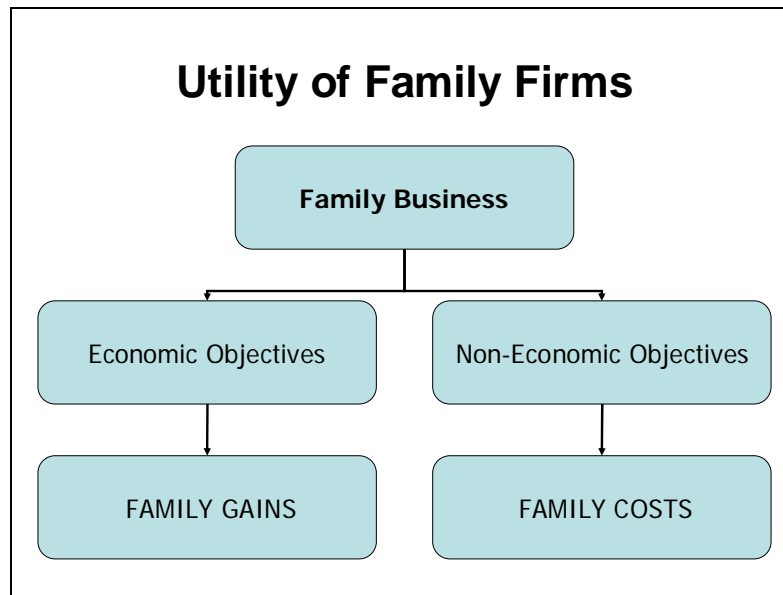 Utility of Family Firms
Family Business
Economic Objectives
Non-Economic Objectives
FAMILY GAINS
FAMILY COSTS